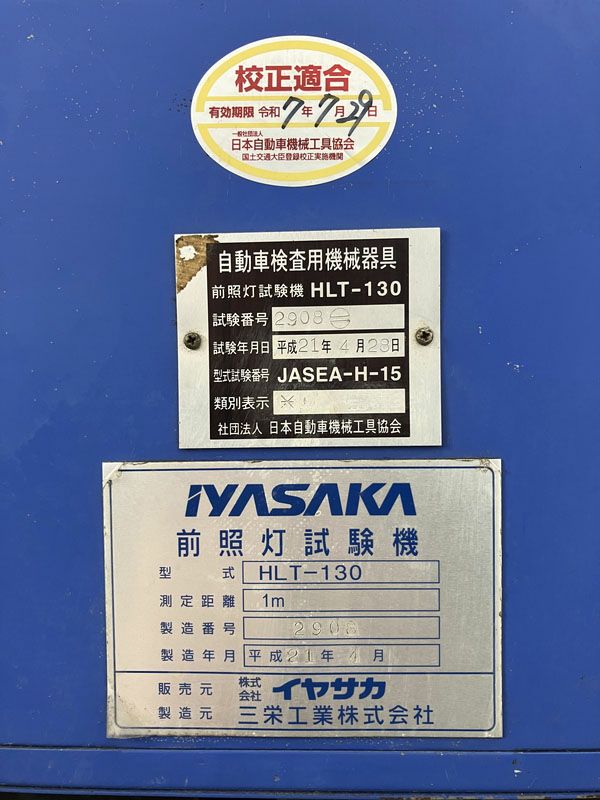 校正適合
有効期限 令和7年7月29日
一般社団法人
日本自動車機械工具協会
国土交通大臣登録校正実施機関
自動車検査用機械器具
前照灯試験機 HLT-130
試験番号 2908
試験年月日 平成21年4月28日
型式試験番号 JASEA-H-15
類別表示
社団法人 日本自動車機械工具協会
IYASAKA
前照灯試験機
型式 HLT-130
測定距離 1m
製造番号 2908
製造年月 平成21年4月
販売元 株式会社 イヤサカ
製造元 三栄工業株式会社